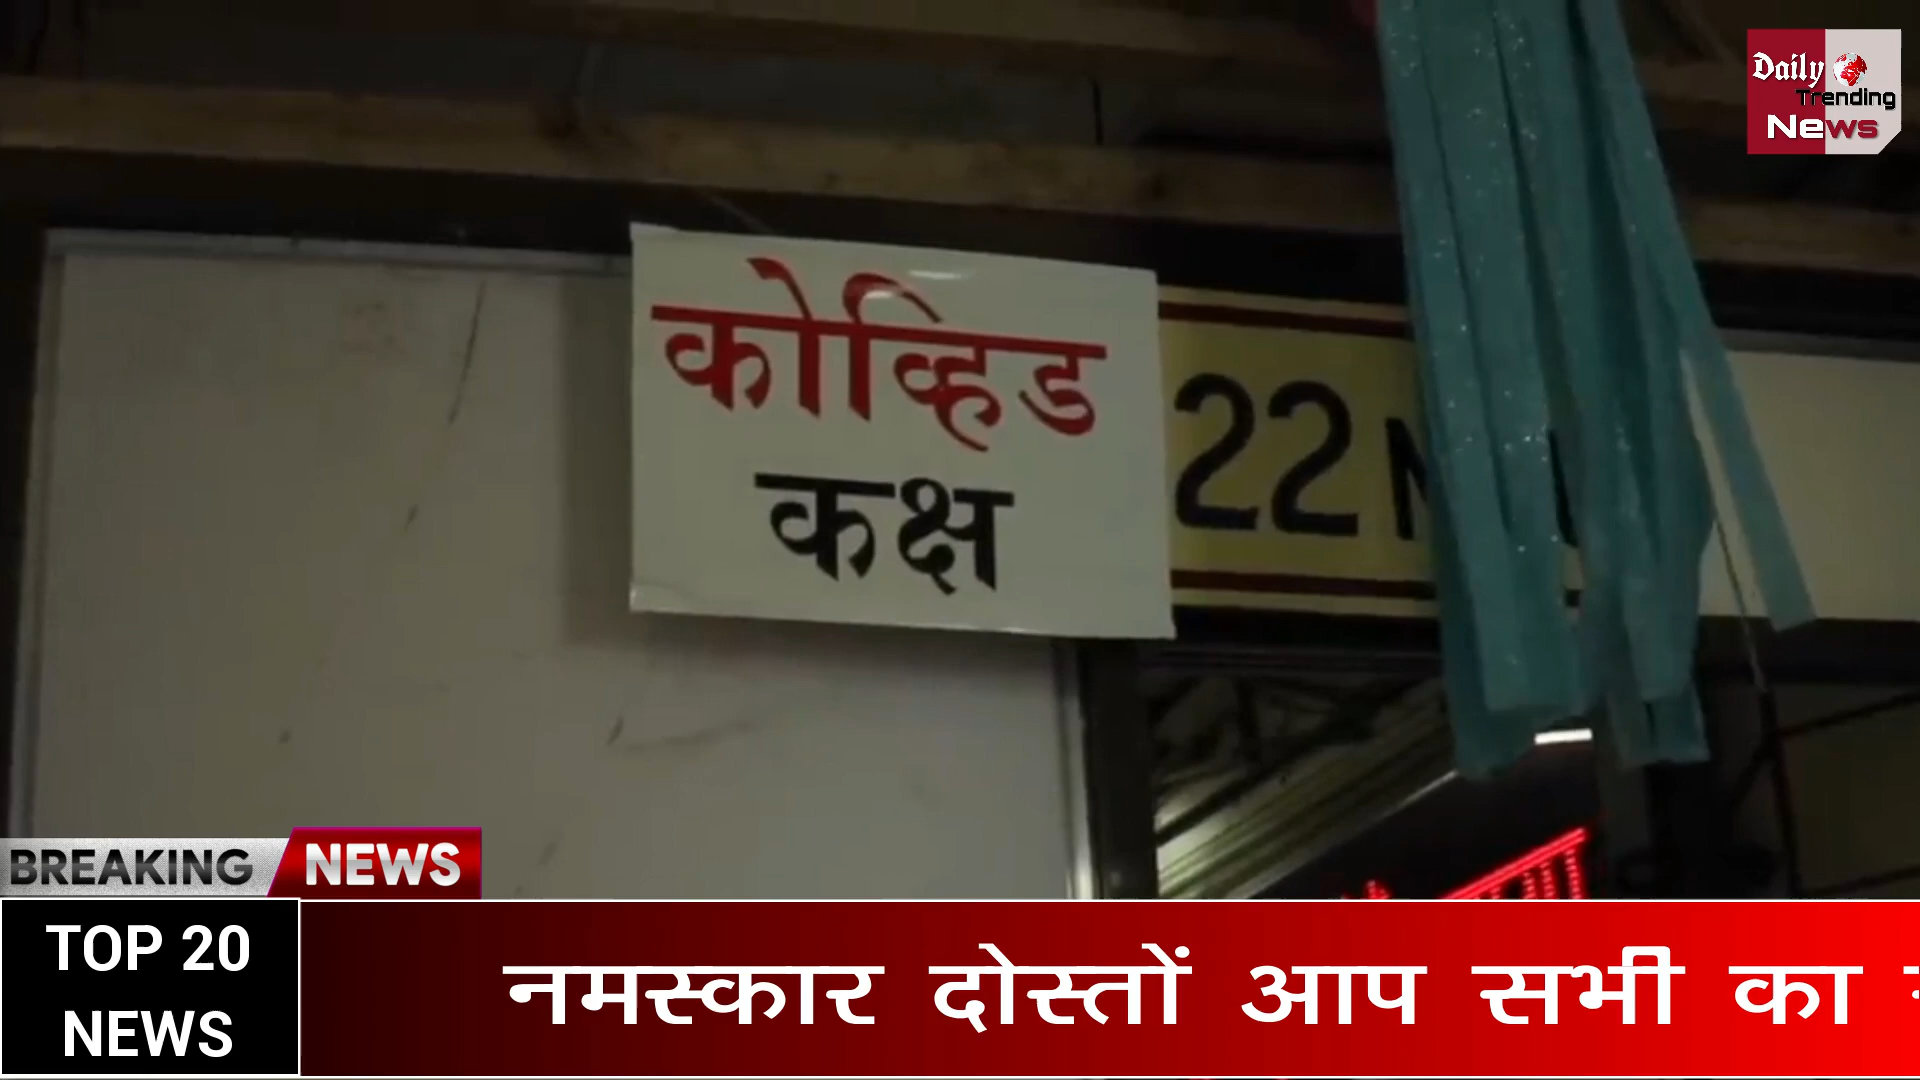 Daily
Trending
News
कोव्हिड
कक्ष
22
BREAKING NEWS
TOP 20
NEWS
नमस्कार दोस्तों आप सभी का